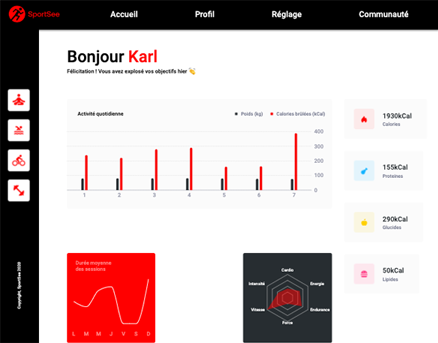 SportSee
Accueil
Profil
Réglage
Communauté
Bonjour Karl
Félicitation ! Vous avez explosé vos objectifs hier 👏
Activité quotidienne
Poids (kg)
Calories brûlées (kCal)
400
300
200
100
0
1 2 3 4 5 6 7
1930kCal
Calories
155kCal
Proteines
290kCal
Glucides
50kCal
Lipides
Durée moyenne
des sessions
L M M J V S D
Cardio
Intensité
Energie
Vitesse
Endurance
Force
Copyright, SportSee 2020